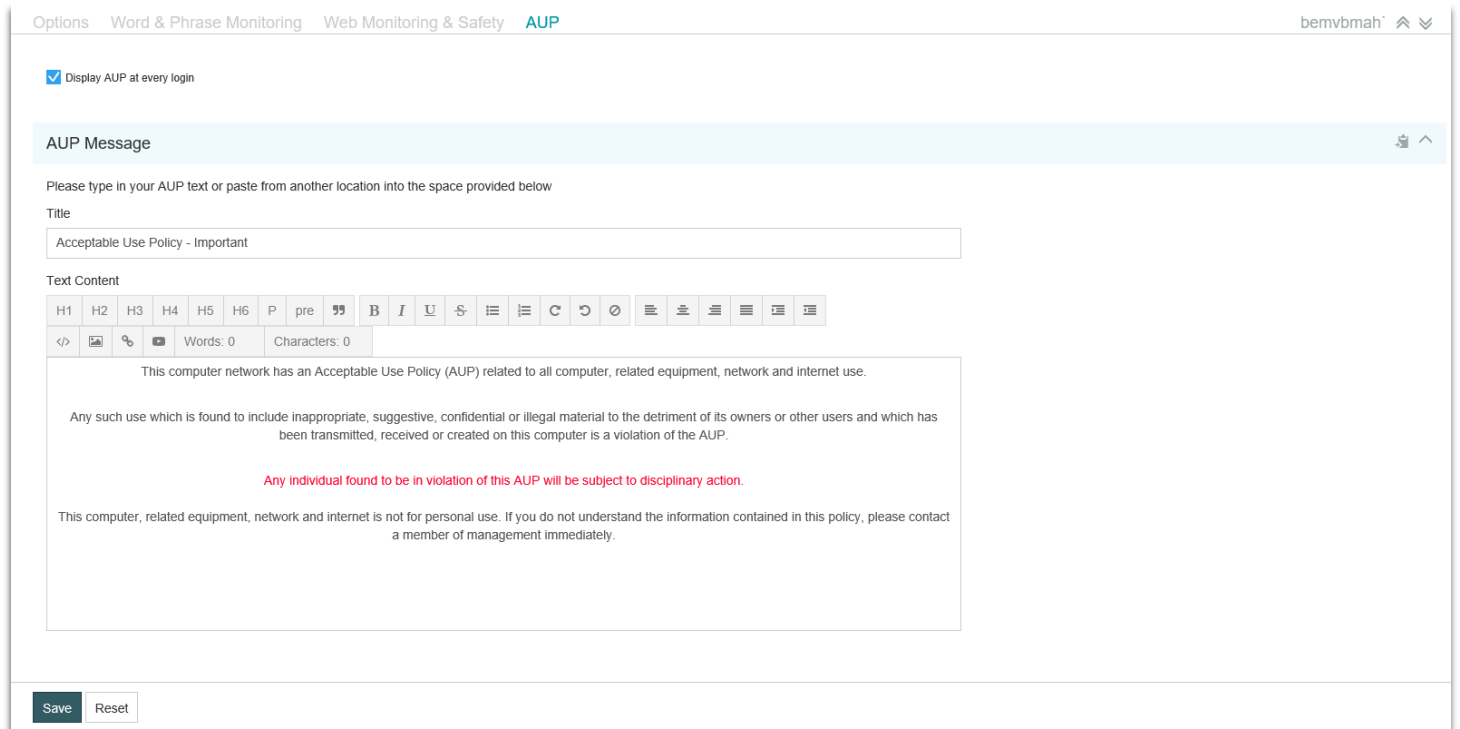 Options Word & Phrase Monitoring Web Monitoring & Safety AUP bemvbmah`
Display AUP at every login
AUP Message
Please type in your AUP text or paste from another location into the space provided below
Title
Acceptable Use Policy - Important
Text Content
H1 H2 H3 H4 H5 H6 P pre ❞ B I U S
</> Words: 0 Characters: 0
This computer network has an Acceptable Use Policy (AUP) related to all computer, related equipment, network and internet use.
Any such use which is found to include inappropriate, suggestive, confidential or illegal material to the detriment of its owners or other users and which has
been transmitted, received or created on this computer is a violation of the AUP.
Any individual found to be in violation of this AUP will be subject to disciplinary action.
This computer, related equipment, network and internet is not for personal use. If you do not understand the information contained in this policy, please contact
a member of management immediately.
Save Reset